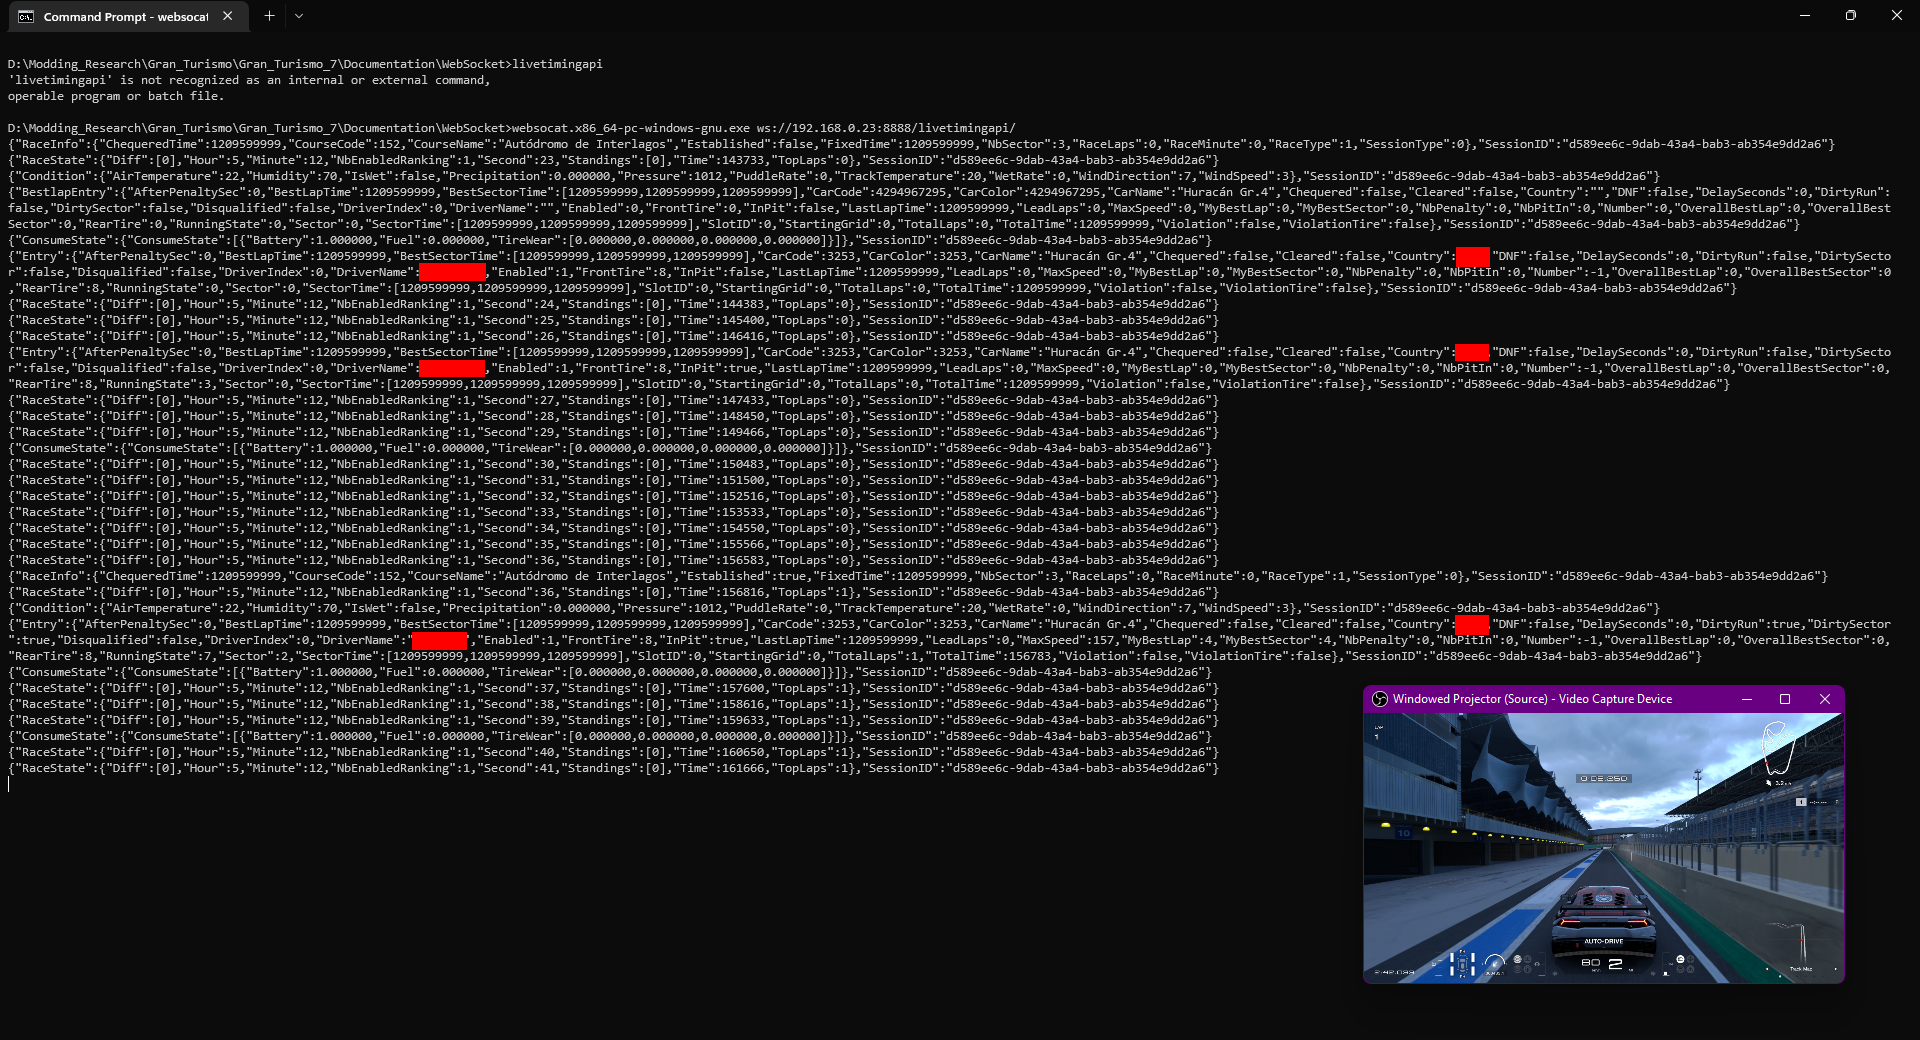 Command Prompt - websocat
D:\Modding_Research\Gran_Turismo\Gran_Turismo_7\Documentation\WebSocket>livetimingapi
'livetimingapi' is not recognized as an internal or external command,
operable program or batch file.
D:\Modding_Research\Gran_Turismo\Gran_Turismo_7\Documentation\WebSocket>websocat.x86_64-pc-windows-gnu.exe ws://192.168.0.23:8888/livetimingapi/
{"RaceInfo":{"ChequeredTime":1209599999,"CourseCode":152,"CourseName":"Autódromo de Interlagos","Established":false,"FixedTime":1209599999,"NbSector":3,"RaceLaps":0,"RaceMinute":0,"RaceType":1,"SessionType":0},"SessionID":"d589ee6c-9dab-43a4-bab3-ab354e9dd2a6"}
{"RaceState":{"Diff":[0],"Hour":5,"Minute":12,"NbEnabledRanking":1,"Second":23,"Standings":[0],"Time":143733,"TopLaps":0},"SessionID":"d589ee6c-9dab-43a4-bab3-ab354e9dd2a6"}
{"Condition":{"AirTemperature":22,"Humidity":70,"IsWet":false,"Precipitation":0.000000,"Pressure":1012,"PuddleRate":0,"TrackTemperature":20,"WetRate":0,"WindDirection":7,"WindSpeed":3},"SessionID":"d589ee6c-9dab-43a4-bab3-ab354e9dd2a6"}
{"BestlapEntry":{"AfterPenaltySec":0,"BestLapTime":1209599999,"BestSectorTime":[1209599999,1209599999,1209599999],"CarCode":4294967295,"CarColor":4294967295,"CarName":"Huracán Gr.4","Chequered":false,"Cleared":false,"Country":"","DNF":false,"DelaySeconds":0,"DirtyRun":
false,"DirtySector":false,"Disqualified":false,"DriverIndex":0,"DriverName":"","Enabled":0,"FrontTire":0,"InPit":false,"LastLapTime":1209599999,"LeadLaps":0,"MaxSpeed":0,"MyBestLap":0,"MyBestSector":0,"NbPenalty":0,"NbPitIn":0,"Number":0,"OverallBestLap":0,"OverallBest
Sector":0,"RearTire":0,"RunningState":0,"Sector":0,"SectorTime":[1209599999,1209599999,1209599999],"SlotID":0,"StartingGrid":0,"TotalLaps":0,"TotalTime":1209599999,"Violation":false,"ViolationTire":false},"SessionID":"d589ee6c-9dab-43a4-bab3-ab354e9dd2a6"}
{"ConsumeState":{"ConsumeState":[{"Battery":1.000000,"Fuel":0.000000,"TireWear":[0.000000,0.000000,0.000000,0.000000]}]},"SessionID":"d589ee6c-9dab-43a4-bab3-ab354e9dd2a6"}
{"Entry":{"AfterPenaltySec":0,"BestLapTime":1209599999,"BestSectorTime":[1209599999,1209599999,1209599999],"CarCode":3253,"CarColor":3253,"CarName":"Huracán Gr.4","Chequered":false,"Cleared":false,"Country": "DNF":false,"DelaySeconds":0,"DirtyRun":false,"DirtySecto
r":false,"Disqualified":false,"DriverIndex":0,"DriverName": ,"Enabled":1,"FrontTire":8,"InPit":false,"LastLapTime":1209599999,"LeadLaps":0,"MaxSpeed":0,"MyBestLap":0,"MyBestSector":0,"NbPenalty":0,"NbPitIn":0,"Number":-1,"OverallBestLap":0,"OverallBestSector":0
,"RearTire":8,"RunningState":0,"Sector":0,"SectorTime":[1209599999,1209599999,1209599999],"SlotID":0,"StartingGrid":0,"TotalLaps":0,"TotalTime":1209599999,"Violation":false,"ViolationTire":false},"SessionID":"d589ee6c-9dab-43a4-bab3-ab354e9dd2a6"}
{"RaceState":{"Diff":[0],"Hour":5,"Minute":12,"NbEnabledRanking":1,"Second":24,"Standings":[0],"Time":144383,"TopLaps":0},"SessionID":"d589ee6c-9dab-43a4-bab3-ab354e9dd2a6"}
{"RaceState":{"Diff":[0],"Hour":5,"Minute":12,"NbEnabledRanking":1,"Second":25,"Standings":[0],"Time":145400,"TopLaps":0},"SessionID":"d589ee6c-9dab-43a4-bab3-ab354e9dd2a6"}
{"RaceState":{"Diff":[0],"Hour":5,"Minute":12,"NbEnabledRanking":1,"Second":26,"Standings":[0],"Time":146416,"TopLaps":0},"SessionID":"d589ee6c-9dab-43a4-bab3-ab354e9dd2a6"}
{"Entry":{"AfterPenaltySec":0,"BestLapTime":1209599999,"BestSectorTime":[1209599999,1209599999,1209599999],"CarCode":3253,"CarColor":3253,"CarName":"Huracán Gr.4","Chequered":false,"Cleared":false,"Country": "DNF":false,"DelaySeconds":0,"DirtyRun":false,"DirtySecto
r":false,"Disqualified":false,"DriverIndex":0,"DriverName": ,"Enabled":1,"FrontTire":8,"InPit":true,"LastLapTime":1209599999,"LeadLaps":0,"MaxSpeed":0,"MyBestLap":0,"MyBestSector":0,"NbPenalty":0,"NbPitIn":0,"Number":-1,"OverallBestLap":0,"OverallBestSector":0,
"RearTire":8,"RunningState":3,"Sector":0,"SectorTime":[1209599999,1209599999,1209599999],"SlotID":0,"StartingGrid":0,"TotalLaps":0,"TotalTime":1209599999,"Violation":false,"ViolationTire":false},"SessionID":"d589ee6c-9dab-43a4-bab3-ab354e9dd2a6"}
{"RaceState":{"Diff":[0],"Hour":5,"Minute":12,"NbEnabledRanking":1,"Second":27,"Standings":[0],"Time":147433,"TopLaps":0},"SessionID":"d589ee6c-9dab-43a4-bab3-ab354e9dd2a6"}
{"RaceState":{"Diff":[0],"Hour":5,"Minute":12,"NbEnabledRanking":1,"Second":28,"Standings":[0],"Time":148450,"TopLaps":0},"SessionID":"d589ee6c-9dab-43a4-bab3-ab354e9dd2a6"}
{"RaceState":{"Diff":[0],"Hour":5,"Minute":12,"NbEnabledRanking":1,"Second":29,"Standings":[0],"Time":149466,"TopLaps":0},"SessionID":"d589ee6c-9dab-43a4-bab3-ab354e9dd2a6"}
{"ConsumeState":{"ConsumeState":[{"Battery":1.000000,"Fuel":0.000000,"TireWear":[0.000000,0.000000,0.000000,0.000000]}]},"SessionID":"d589ee6c-9dab-43a4-bab3-ab354e9dd2a6"}
{"RaceState":{"Diff":[0],"Hour":5,"Minute":12,"NbEnabledRanking":1,"Second":30,"Standings":[0],"Time":150483,"TopLaps":0},"SessionID":"d589ee6c-9dab-43a4-bab3-ab354e9dd2a6"}
{"RaceState":{"Diff":[0],"Hour":5,"Minute":12,"NbEnabledRanking":1,"Second":31,"Standings":[0],"Time":151500,"TopLaps":0},"SessionID":"d589ee6c-9dab-43a4-bab3-ab354e9dd2a6"}
{"RaceState":{"Diff":[0],"Hour":5,"Minute":12,"NbEnabledRanking":1,"Second":32,"Standings":[0],"Time":152516,"TopLaps":0},"SessionID":"d589ee6c-9dab-43a4-bab3-ab354e9dd2a6"}
{"RaceState":{"Diff":[0],"Hour":5,"Minute":12,"NbEnabledRanking":1,"Second":33,"Standings":[0],"Time":153533,"TopLaps":0},"SessionID":"d589ee6c-9dab-43a4-bab3-ab354e9dd2a6"}
{"RaceState":{"Diff":[0],"Hour":5,"Minute":12,"NbEnabledRanking":1,"Second":34,"Standings":[0],"Time":154550,"TopLaps":0},"SessionID":"d589ee6c-9dab-43a4-bab3-ab354e9dd2a6"}
{"RaceState":{"Diff":[0],"Hour":5,"Minute":12,"NbEnabledRanking":1,"Second":35,"Standings":[0],"Time":155566,"TopLaps":0},"SessionID":"d589ee6c-9dab-43a4-bab3-ab354e9dd2a6"}
{"RaceState":{"Diff":[0],"Hour":5,"Minute":12,"NbEnabledRanking":1,"Second":36,"Standings":[0],"Time":156583,"TopLaps":0},"SessionID":"d589ee6c-9dab-43a4-bab3-ab354e9dd2a6"}
{"RaceInfo":{"ChequeredTime":1209599999,"CourseCode":152,"CourseName":"Autódromo de Interlagos","Established":true,"FixedTime":1209599999,"NbSector":3,"RaceLaps":0,"RaceMinute":0,"RaceType":1,"SessionType":0},"SessionID":"d589ee6c-9dab-43a4-bab3-ab354e9dd2a6"}
{"RaceState":{"Diff":[0],"Hour":5,"Minute":12,"NbEnabledRanking":1,"Second":36,"Standings":[0],"Time":156816,"TopLaps":1},"SessionID":"d589ee6c-9dab-43a4-bab3-ab354e9dd2a6"}
{"Condition":{"AirTemperature":22,"Humidity":70,"IsWet":false,"Precipitation":0.000000,"Pressure":1012,"PuddleRate":0,"TrackTemperature":20,"WetRate":0,"WindDirection":7,"WindSpeed":3},"SessionID":"d589ee6c-9dab-43a4-bab3-ab354e9dd2a6"}
{"Entry":{"AfterPenaltySec":0,"BestLapTime":1209599999,"BestSectorTime":[1209599999,1209599999,1209599999],"CarCode":3253,"CarColor":3253,"CarName":"Huracán Gr.4","Chequered":false,"Cleared":false,"Country": "DNF":false,"DelaySeconds":0,"DirtyRun":true,"DirtySector
":true,"Disqualified":false,"DriverIndex":0,"DriverName":" ,"Enabled":1,"FrontTire":8,"InPit":true,"LastLapTime":1209599999,"LeadLaps":0,"MaxSpeed":157,"MyBestLap":4,"MyBestSector":4,"NbPenalty":0,"NbPitIn":0,"Number":-1,"OverallBestLap":0,"OverallBestSector":0,
"RearTire":8,"RunningState":7,"Sector":2,"SectorTime":[1209599999,1209599999,1209599999],"SlotID":0,"StartingGrid":0,"TotalLaps":1,"TotalTime":156783,"Violation":false,"ViolationTire":false},"SessionID":"d589ee6c-9dab-43a4-bab3-ab354e9dd2a6"}
{"ConsumeState":{"ConsumeState":[{"Battery":1.000000,"Fuel":0.000000,"TireWear":[0.000000,0.000000,0.000000,0.000000]}]},"SessionID":"d589ee6c-9dab-43a4-bab3-ab354e9dd2a6"}
{"RaceState":{"Diff":[0],"Hour":5,"Minute":12,"NbEnabledRanking":1,"Second":37,"Standings":[0],"Time":157600,"TopLaps":1},"SessionID":"d589ee6c-9dab-43a4-bab3-ab354e9dd2a6"}
{"RaceState":{"Diff":[0],"Hour":5,"Minute":12,"NbEnabledRanking":1,"Second":38,"Standings":[0],"Time":158616,"TopLaps":1},"SessionID":"d589ee6c-9dab-43a4-bab3-ab354e9dd2a6"}
{"RaceState":{"Diff":[0],"Hour":5,"Minute":12,"NbEnabledRanking":1,"Second":39,"Standings":[0],"Time":159633,"TopLaps":1},"SessionID":"d589ee6c-9dab-43a4-bab3-ab354e9dd2a6"}
{"ConsumeState":{"ConsumeState":[{"Battery":1.000000,"Fuel":0.000000,"TireWear":[0.000000,0.000000,0.000000,0.000000]}]},"SessionID":"d589ee6c-9dab-43a4-bab3-ab354e9dd2a6"}
{"RaceState":{"Diff":[0],"Hour":5,"Minute":12,"NbEnabledRanking":1,"Second":40,"Standings":[0],"Time":160650,"TopLaps":1},"SessionID":"d589ee6c-9dab-43a4-bab3-ab354e9dd2a6"}
{"RaceState":{"Diff":[0],"Hour":5,"Minute":12,"NbEnabledRanking":1,"Second":41,"Standings":[0],"Time":161666,"TopLaps":1},"SessionID":"d589ee6c-9dab-43a4-bab3-ab354e9dd2a6"}
Windowed Projector (Source) - Video Capture Device
LAP
1
10
AUTO-DRIVE
80 2
Track Map